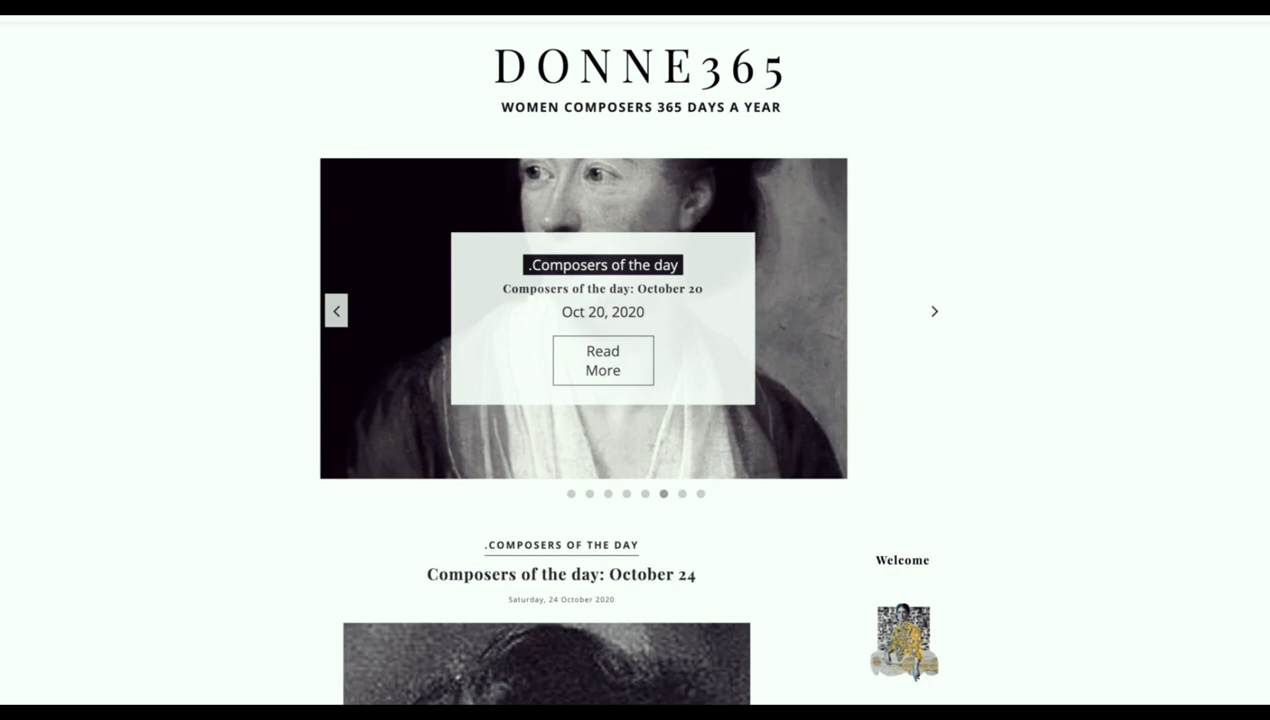 DONNE365
WOMEN COMPOSERS 365 DAYS A YEAR
.Composers of the day
Composers of the day: October 20
Oct 20, 2020
Read
More
.COMPOSERS OF THE DAY
Composers of the day: October 24
Saturday, 24 October 2020
Welcome